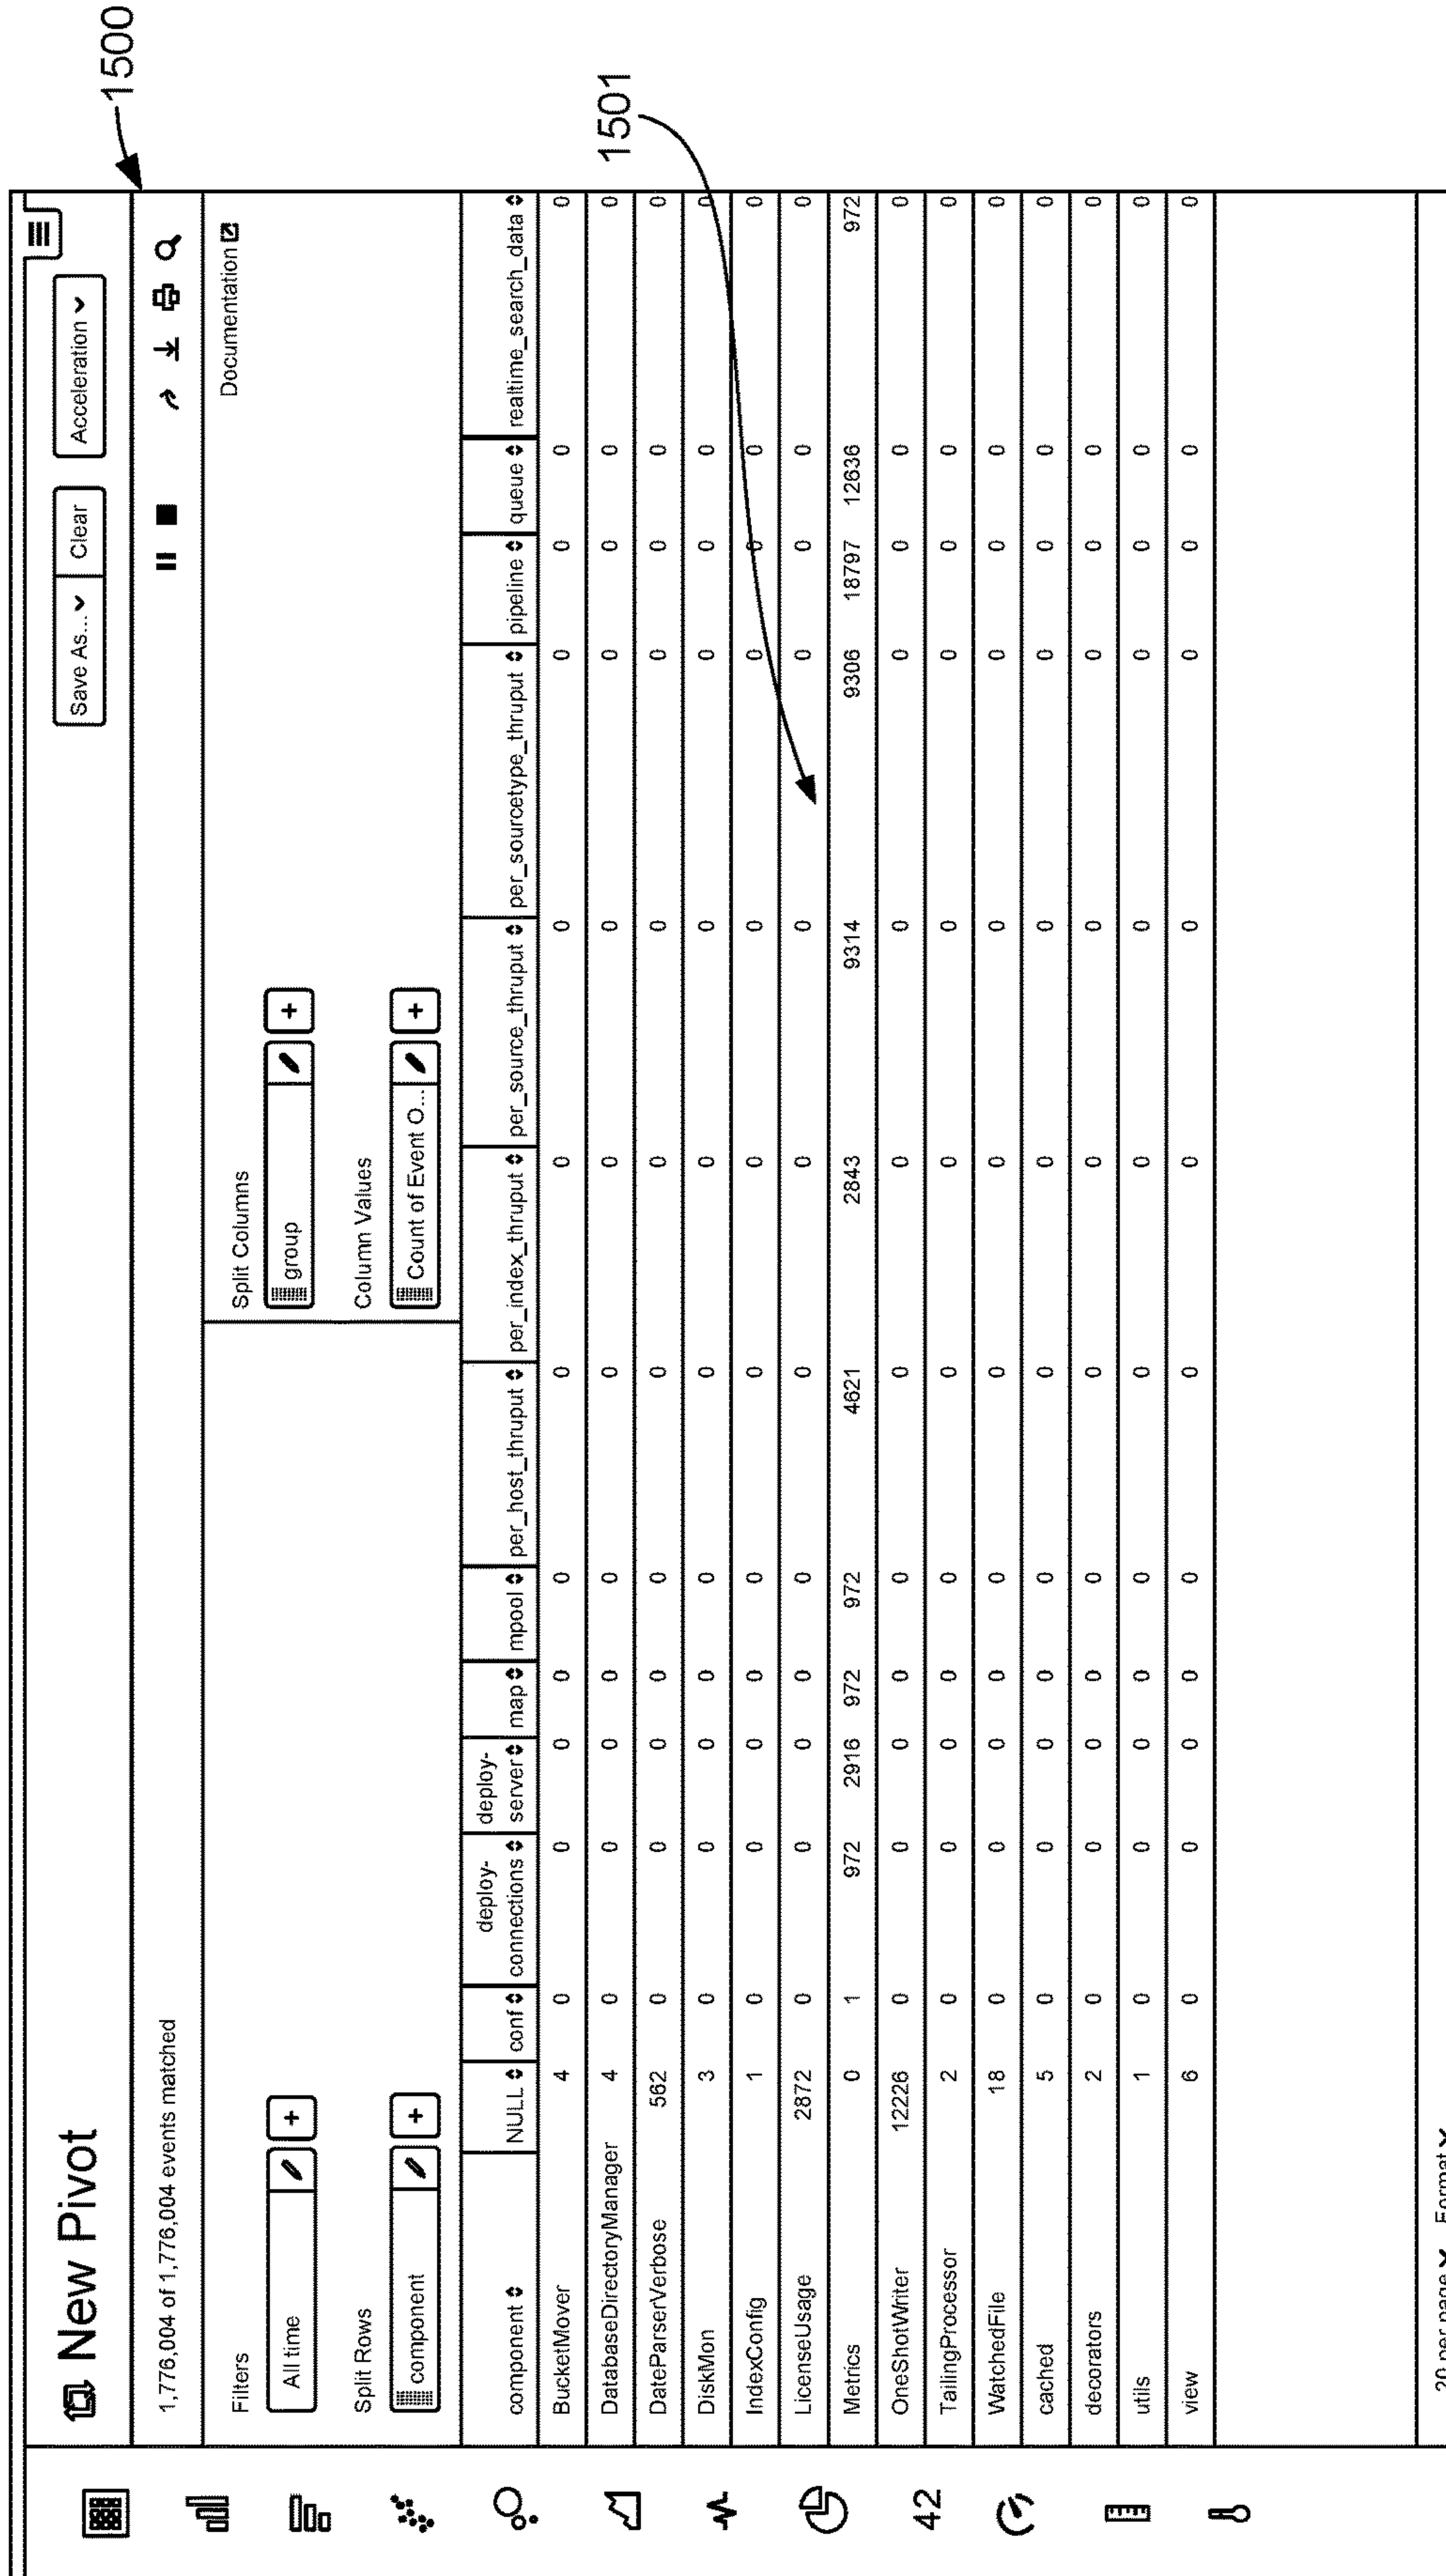 1500
New Pivot
Save As... Clear Acceleration
1,776,004 of 1,776,004 events matched
Filters Split Columns Documentation
All time + group +
Split Rows Column Values
component + Count of Event O... +
1501
component NULL conf deploy-connections deploy-server map mpool per_host_thruput per_index_thruput per_source_thruput per_sourcetype_thruput pipeline queue realtime_search_data
BucketMover 4 0 0 0 0 0 0 0 0 0 0 0 0
DatabaseDirectoryManager 4 0 0 0 0 0 0 0 0 0 0 0 0
DateParserVerbose 562 0 0 0 0 0 0 0 0 0 0 0 0
DiskMon 3 0 0 0 0 0 0 0 0 0 0 0 0
IndexConfig 1 0 0 0 0 0 0 0 0 0 0 0 0
LicenseUsage 2872 0 0 0 0 0 0 0 0 0 0 0 0
Metrics 0 1 972 2916 972 972 4621 2843 9314 9306 18797 12636 972
OneShotWriter 12226 0 0 0 0 0 0 0 0 0 0 0 0
TailingProcessor 2 0 0 0 0 0 0 0 0 0 0 0 0
WatchedFile 18 0 0 0 0 0 0 0 0 0 0 0 0
cached 5 0 0 0 0 0 0 0 0 0 0 0 0
decorators 2 0 0 0 0 0 0 0 0 0 0 0 0
utils 1 0 0 0 0 0 0 0 0 0 0 0 0
view 6 0 0 0 0 0 0 0 0 0 0 0 0
42
20 per page Format